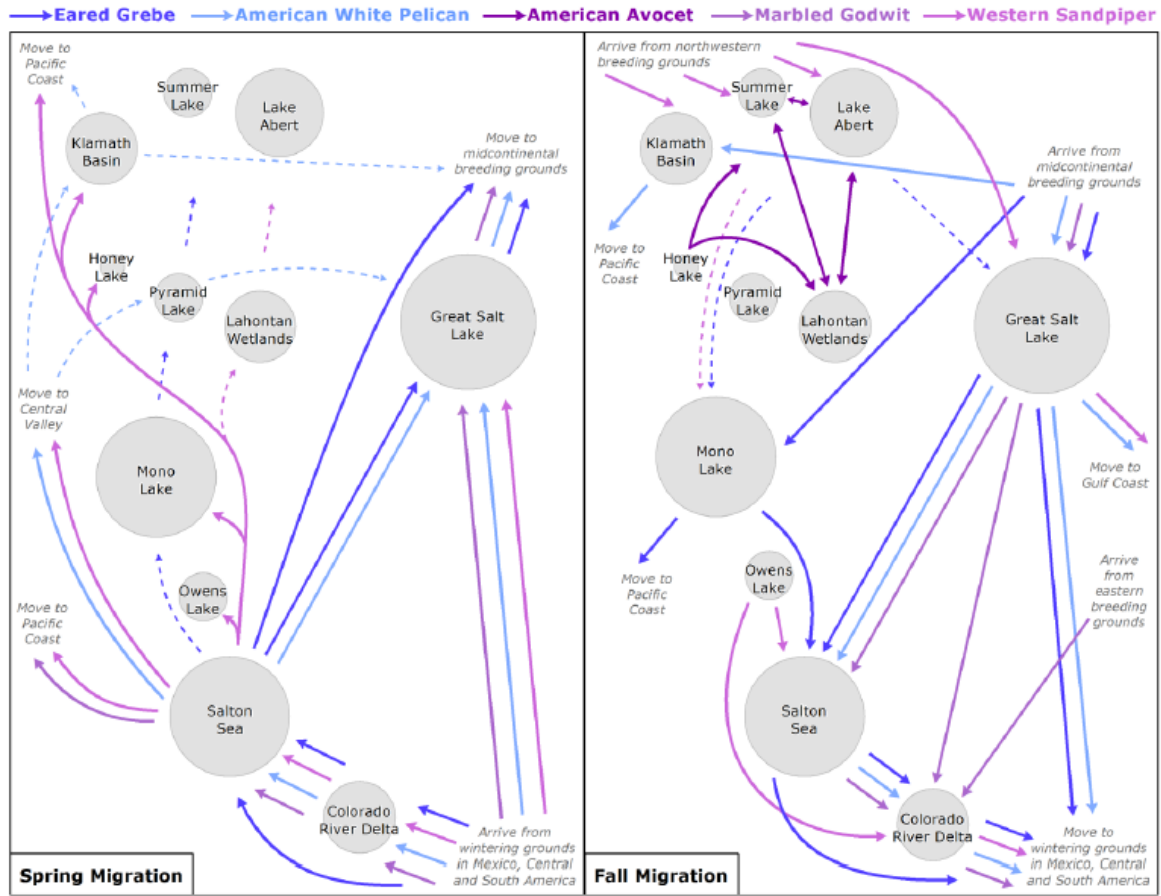 Eared Grebe
American White Pelican
American Avocet
Marbled Godwit
Western Sandpiper
Move to
Pacific
Coast
Summer
Lake
Lake
Abert
Klamath
Basin
Move to
midcontinental
breeding grounds
Honey
Lake
Pyramid
Lake
Lahontan
Wetlands
Great Salt
Lake
Move to
Central
Valley
Mono
Lake
Owens
Lake
Move to
Pacific
Coast
Salton
Sea
Colorado
River Delta
Arrive from
wintering grounds
in Mexico, Central
and South America
Spring Migration
Arrive from northwestern
breeding grounds
Summer
Lake
Lake
Abert
Klamath
Basin
Arrive from
midcontinental
breeding grounds
Move to
Pacific
Coast
Honey
Lake
Pyramid
Lake
Lahontan
Wetlands
Great Salt
Lake
Mono
Lake
Move to
Gulf Coast
Move to
Pacific
Coast
Owens
Lake
Arrive
from
eastern
breeding
grounds
Salton
Sea
Colorado
River Delta
Move to
wintering grounds
in Mexico, Central
and South America
Fall Migration